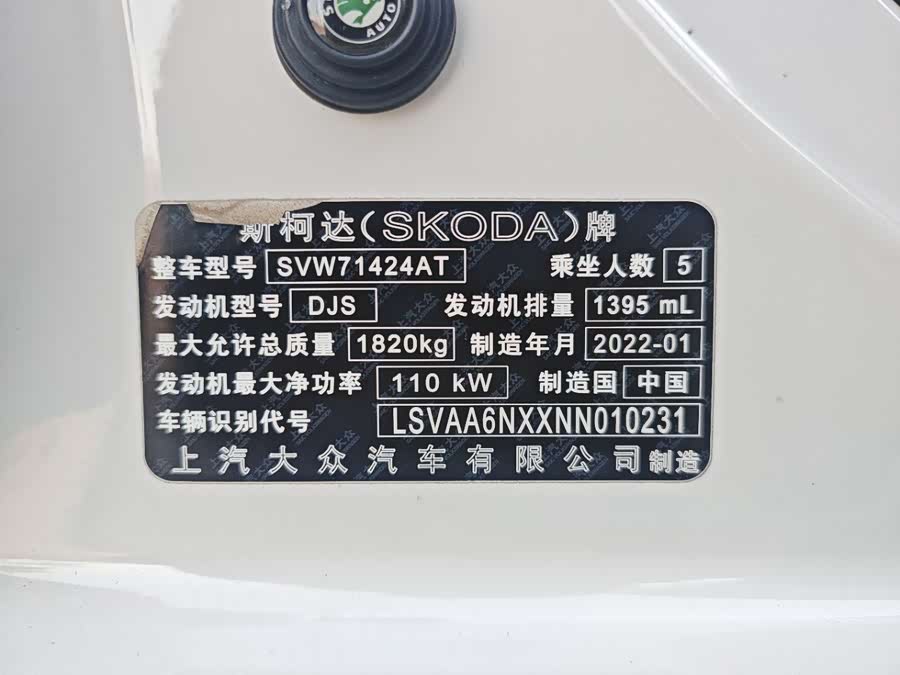 AUTO
斯柯达(SKODA)牌
整车型号 SVW71424AT 乘坐人数 5
发动机型号 DJS 发动机排量 1395 mL
最大允许总质量 1820kg 制造年月 2022-01
发动机最大净功率 110 kW 制造国 中国
车辆识别代号 LSVAA6NXXNN010231
上汽大众汽车有限公司制造